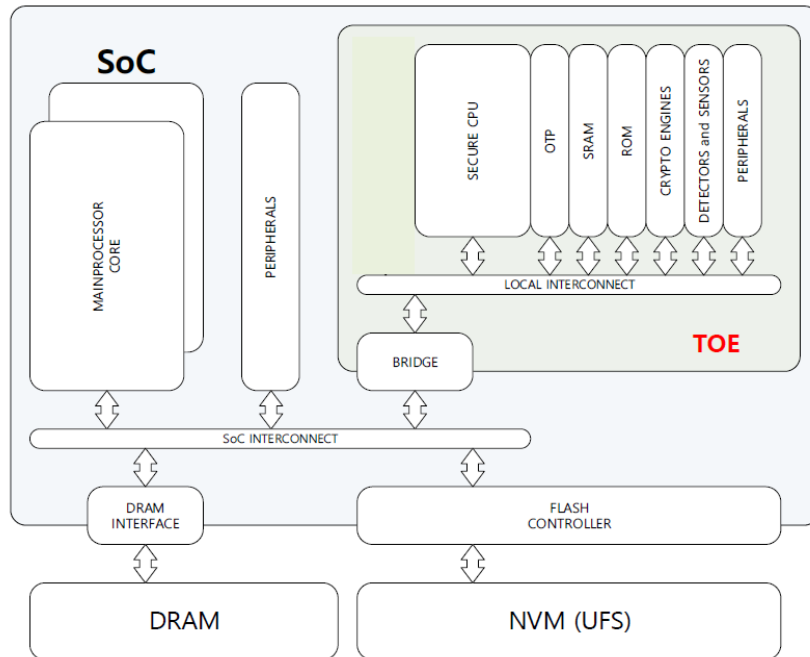 SoC
MAINPROCESSOR
CORE
PERIPHERALS
SECURE CPU
OTP
SRAM
ROM
CRYPTO ENGINES
DETECTORS and SENSORS
PERIPHERALS
LOCAL INTERCONNECT
TOE
BRIDGE
SoC INTERCONNECT
DRAM
INTERFACE
FLASH
CONTROLLER
DRAM
NVM (UFS)